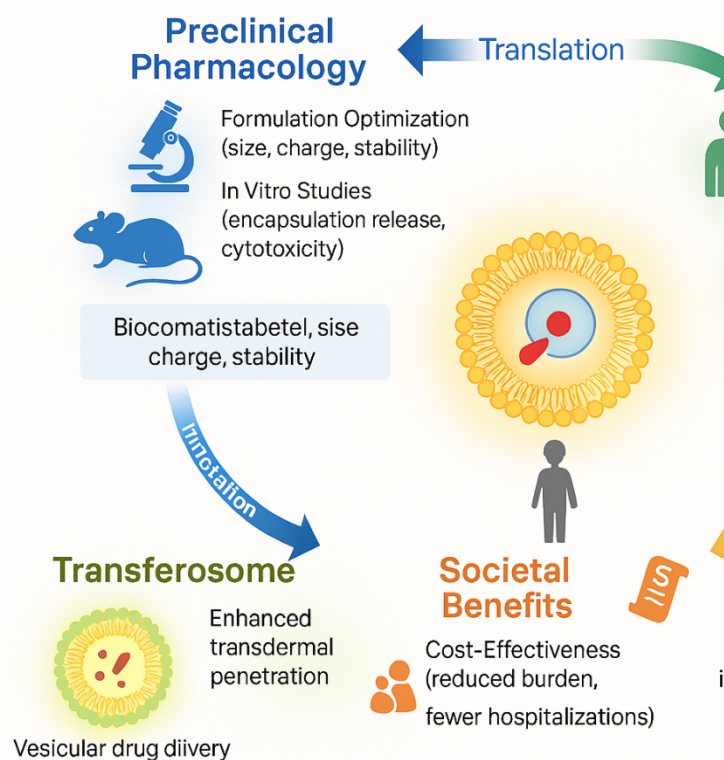 Preclinical
Pharmacology
Translation
Formulation Optimization
(size, charge, stability)
In Vitro Studies
(encapsulation release,
cytotoxicity)
Biocomatistabetel, sise
charge, stability
Transferosome
Enhanced
transdermal
penetration
Vesicular drug diivery
Societal
Benefits
Cost-Effectiveness
(reduced burden,
fewer hospitalizations)
i